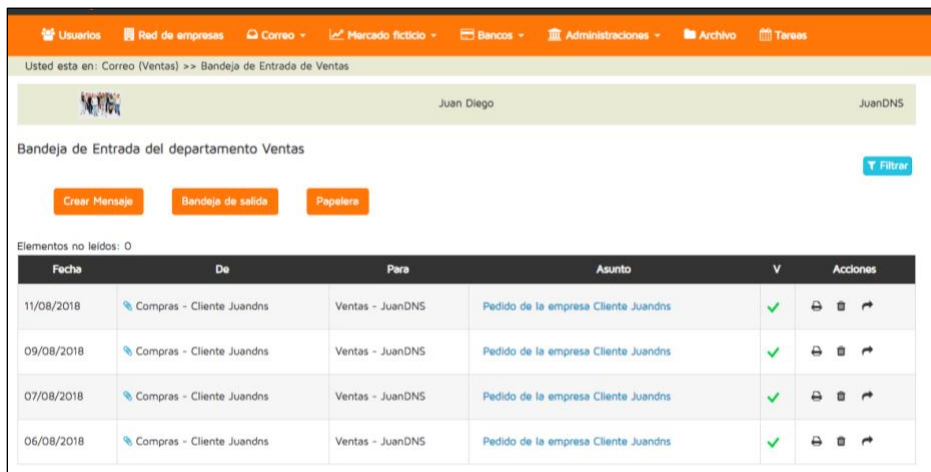 Usuarios Red de empresas Correo Mercado ficticio Bancos Administraciones Archivo Tareas
Usted esta en: Correo (Ventas) >> Bandeja de Entrada de Ventas
Juan Diego JuanDNS
Bandeja de Entrada del departamento Ventas
Filtrar
Crear Mensaje Bandeja de salida Papelera
Elementos no leídos: 0
Fecha De Para Asunto V Acciones
11/08/2018 Compras - Cliente Juandns Ventas - JuanDNS Pedido de la empresa Cliente Juandns
09/08/2018 Compras - Cliente Juandns Ventas - JuanDNS Pedido de la empresa Cliente Juandns
07/08/2018 Compras - Cliente Juandns Ventas - JuanDNS Pedido de la empresa Cliente Juandns
06/08/2018 Compras - Cliente Juandns Ventas - JuanDNS Pedido de la empresa Cliente Juandns